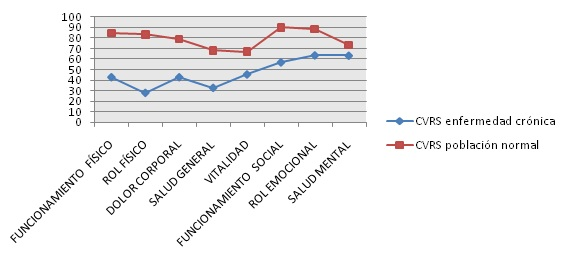 100
90
80
70
60
50
40
30
20
10
0
FUNCIONAMIENTO FÍSICO
ROL FÍSICO
DOLOR CORPORAL
SALUD GENERAL
VITALIDAD
FUNCIONAMIENTO SOCIAL
ROL EMOCIONAL
SALUD MENTAL
CVRS enfermedad crónica
CVRS población normal